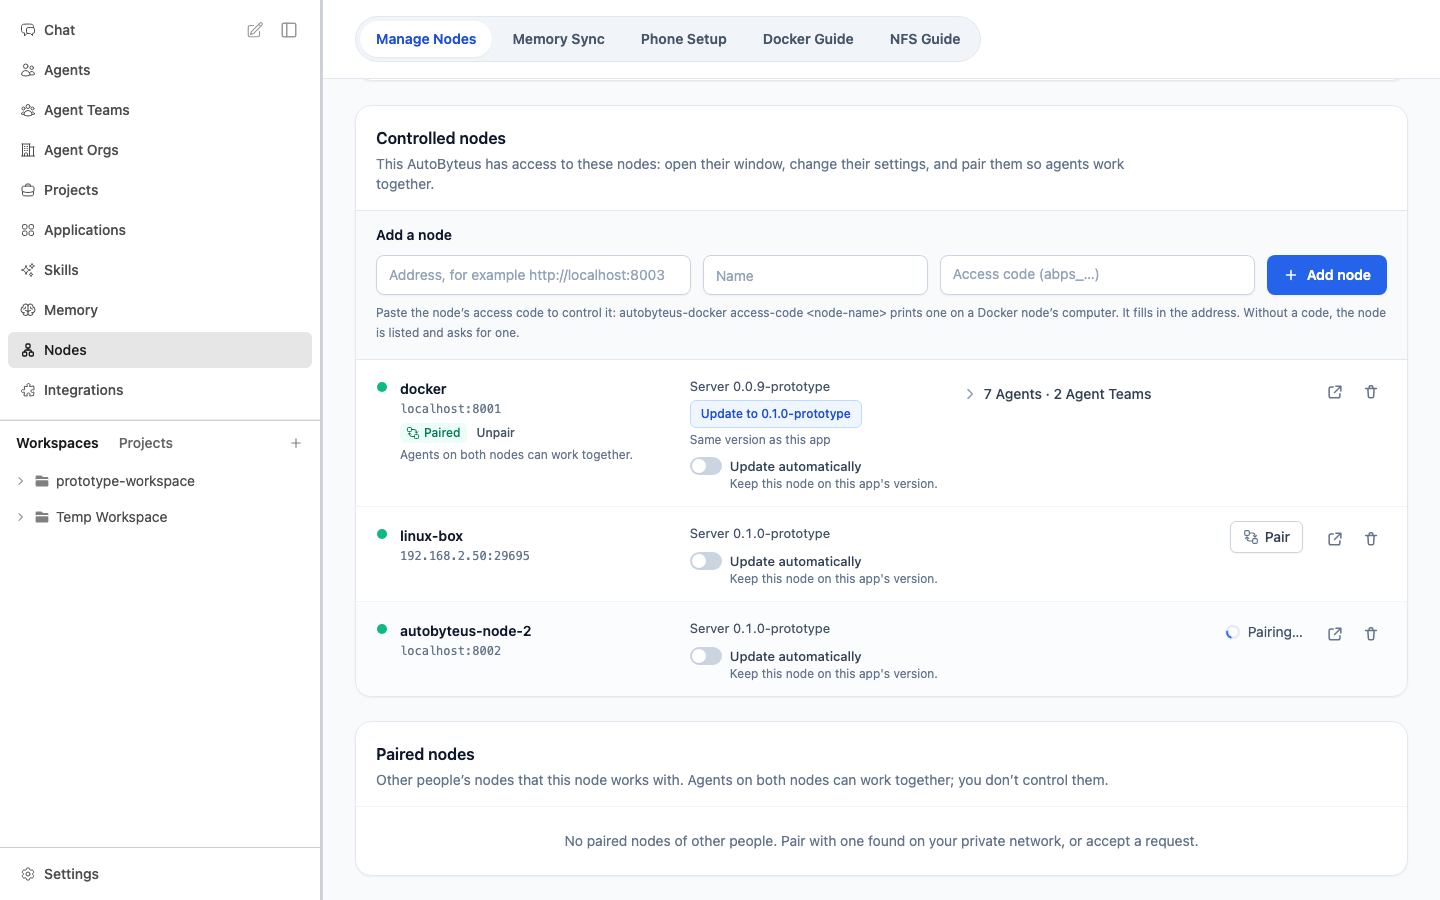 Chat
Agents
Agent Teams
Agent Orgs
Projects
Applications
Skills
Memory
Nodes
Integrations
Workspaces
Projects
prototype-workspace
Temp Workspace
Settings
Manage Nodes
Memory Sync
Phone Setup
Docker Guide
NFS Guide
Controlled nodes
This AutoByteus has access to these nodes: open their window, change their settings, and pair them so agents work
together.
Add a node
Address, for example http://localhost:8003
Name
Access code (abps_…)
Add node
Paste the node’s access code to control it: autobyteus-docker access-code <node-name> prints one on a Docker node’s computer. It fills in the address. Without a code, the node
is listed and asks for one.
docker
localhost:8001
Paired
Unpair
Agents on both nodes can work together.
Server 0.0.9-prototype
Update to 0.1.0-prototype
Same version as this app
Update automatically
Keep this node on this app's version.
7 Agents · 2 Agent Teams
linux-box
192.168.2.50:29695
Server 0.1.0-prototype
Update automatically
Keep this node on this app's version.
Pair
autobyteus-node-2
localhost:8002
Server 0.1.0-prototype
Update automatically
Keep this node on this app's version.
Pairing…
Paired nodes
Other people’s nodes that this node works with. Agents on both nodes can work together; you don’t control them.
No paired nodes of other people. Pair with one found on your private network, or accept a request.